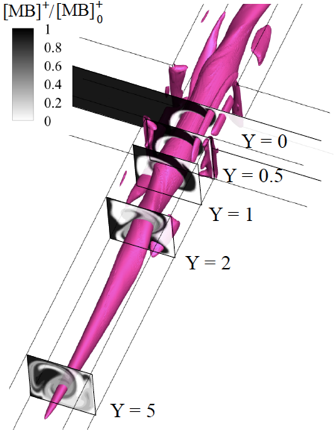 [MB]⁺/[MB]₀⁺
1
0.8
0.6
0.4
0.2
0
Y = 0
Y = 0.5
Y = 1
Y = 2
Y = 5